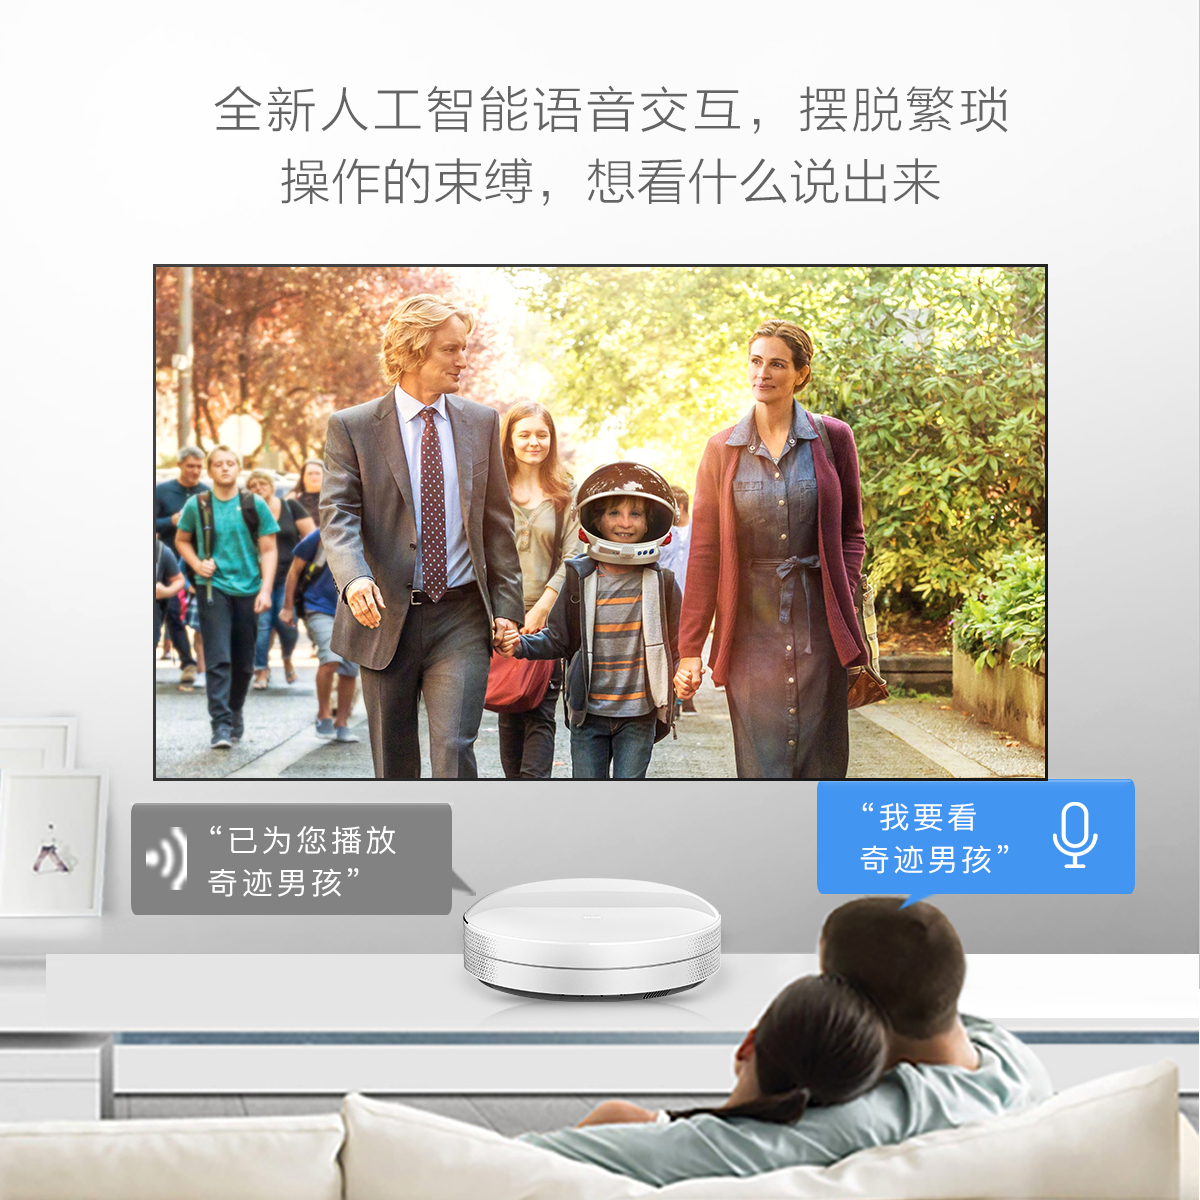 全新人工智能语音交互，摆脱繁琐
操作的束缚，想看什么说出来
“已为您播放
奇迹男孩”
“我要看
奇迹男孩”